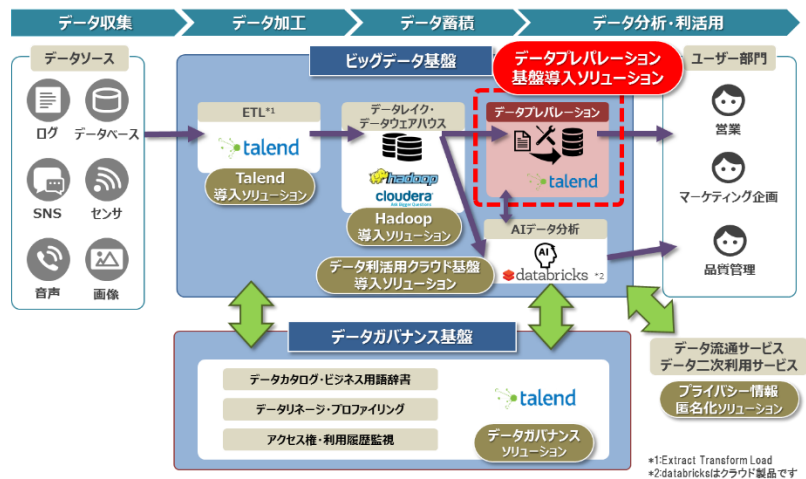 データ収集
データ加工
データ蓄積
データ分析・利活用
データソース
ログ
データベース
SNS
センサ
音声
画像
ビッグデータ基盤
ETL*1
talend
Talend
導入ソリューション
データレイク・
データウェアハウス
hadoop
cloudera
Ask Bigger Questions
Hadoop
導入ソリューション
データ利活用クラウド基盤
導入ソリューション
データプレパレーション
基盤導入ソリューション
データプレパレーション
talend
AIデータ分析
AI
databricks *2
ユーザー部門
営業
マーケティング企画
品質管理
データガバナンス基盤
データカタログ・ビジネス用語辞書
データリネージ・プロファイリング
アクセス権・利用履歴監視
talend
データガバナンス
ソリューション
データ流通サービス
データ二次利用サービス
プライバシー情報
匿名化ソリューション
*1:Extract Transform Load
*2:databricksはクラウド製品です